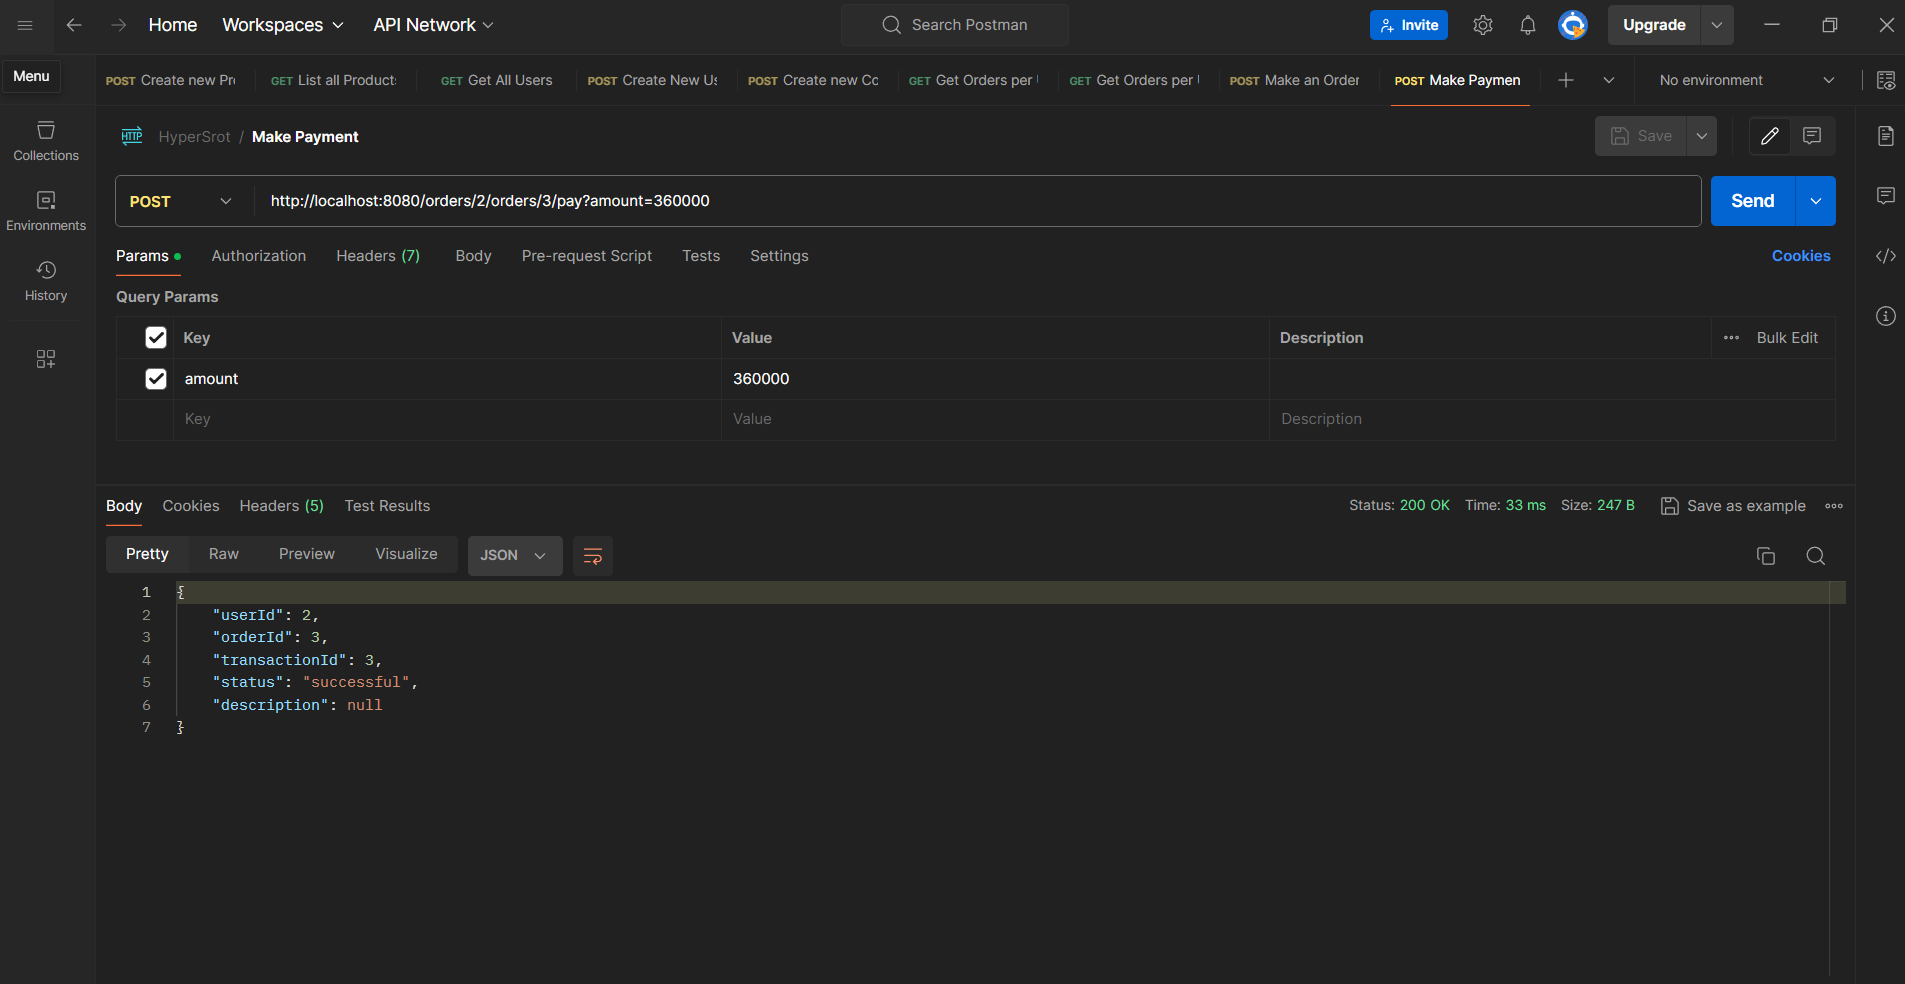 Home Workspaces API Network Search Postman Invite Upgrade
Menu
POST Create new Pr GET List all Product GET Get All Users POST Create New Us POST Create new Co GET Get Orders per GET Get Orders per POST Make an Order POST Make Paymen No environment
HTTP HyperSrot / Make Payment Save
Collections
Environments
History
POST http://localhost:8080/orders/2/orders/3/pay?amount=360000 Send
Params Authorization Headers (7) Body Pre-request Script Tests Settings Cookies
Query Params
Key Value Description Bulk Edit
amount 360000
Key Value Description
Body Cookies Headers (5) Test Results Status: 200 OK Time: 33 ms Size: 247 B Save as example
Pretty Raw Preview Visualize JSON
1 {
2 "userId": 2,
3 "orderId": 3,
4 "transactionId": 3,
5 "status": "successful",
6 "description": null
7 }